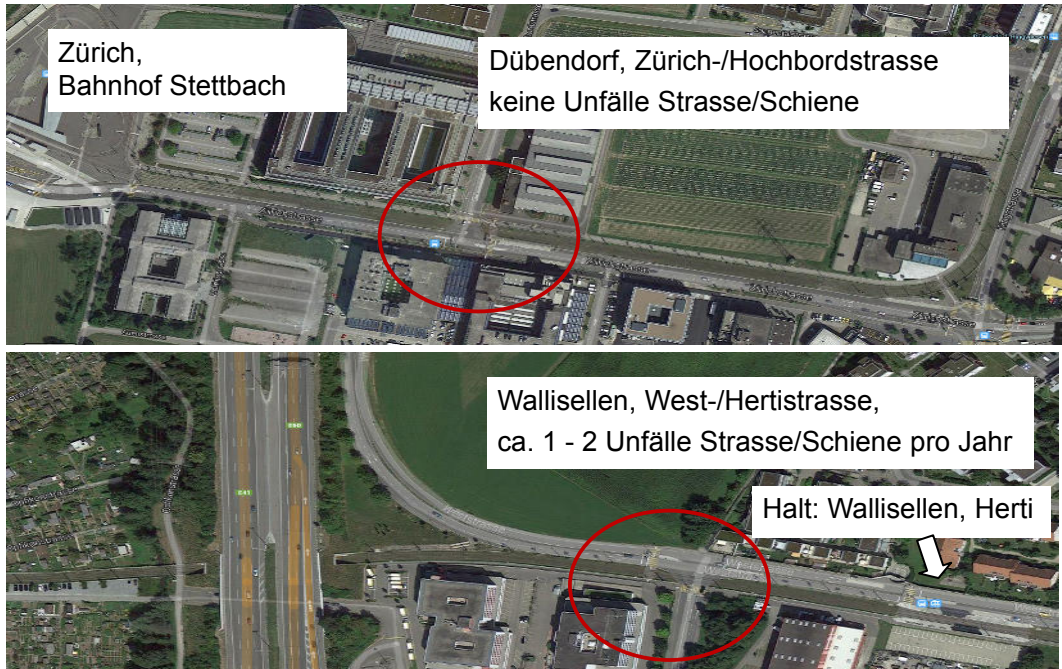 Zürich,
Bahnhof Stettbach
Dübendorf, Zürich-/Hochbordstrasse
keine Unfälle Strasse/Schiene
Wallisellen, West-/Hertistrasse,
ca. 1 - 2 Unfälle Strasse/Schiene pro Jahr
Halt: Wallisellen, Herti